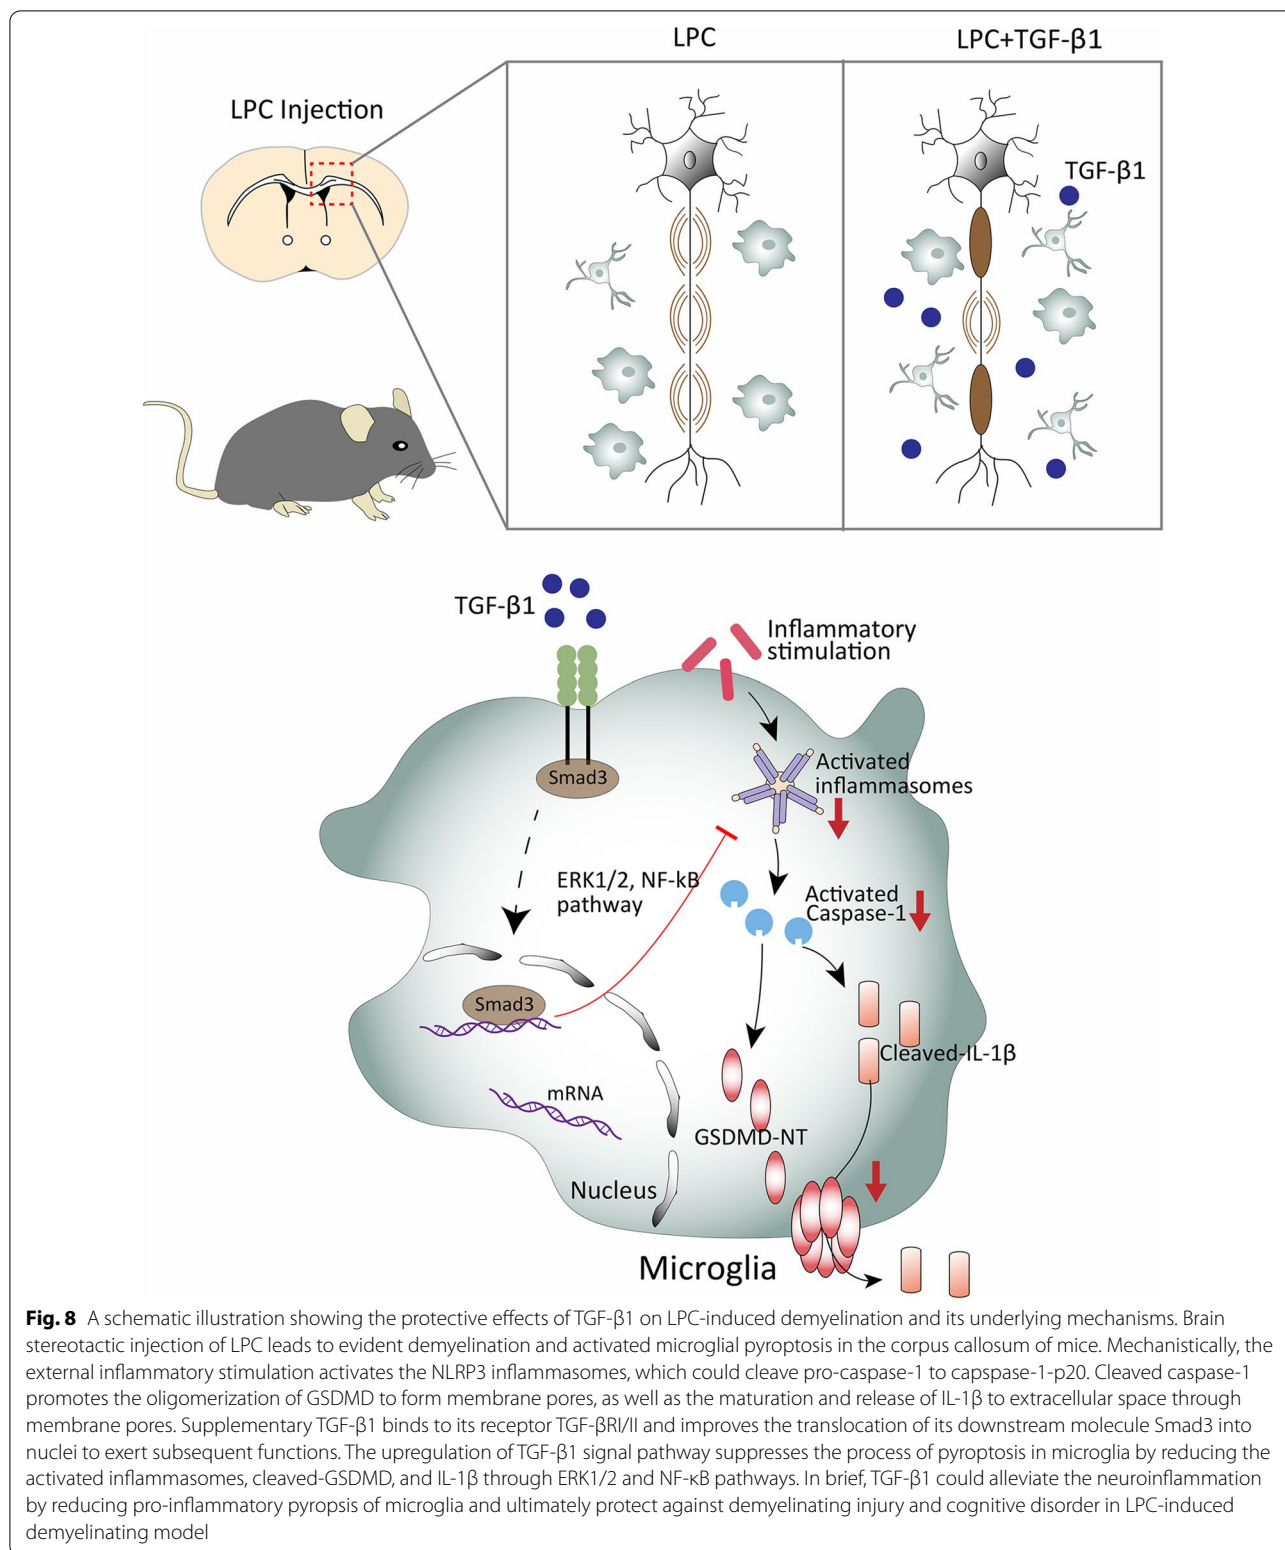 LPC
LPC+TGF-β1
LPC Injection
TGF-β1
TGF-β1
Inflammatory
stimulation
Smad3
Activated
inflammasomes
ERK1/2, NF-kB
pathway
Activated
Caspase-1
Smad3
Cleaved-IL-1β
mRNA
GSDMD-NT
Nucleus
Microglia
Fig. 8 A schematic illustration showing the protective effects of TGF-β1 on LPC-induced demyelination and its underlying mechanisms. Brain
stereotactic injection of LPC leads to evident demyelination and activated microglial pyroptosis in the corpus callosum of mice. Mechanistically, the
external inflammatory stimulation activates the NLRP3 inflammasomes, which could cleave pro-caspase-1 to capspase-1-p20. Cleaved caspase-1
promotes the oligomerization of GSDMD to form membrane pores, as well as the maturation and release of IL-1β to extracellular space through
membrane pores. Supplementary TGF-β1 binds to its receptor TGF-βRI/II and improves the translocation of its downstream molecule Smad3 into
nuclei to exert subsequent functions. The upregulation of TGF-β1 signal pathway suppresses the process of pyroptosis in microglia by reducing the
activated inflammasomes, cleaved-GSDMD, and IL-1β through ERK1/2 and NF-κB pathways. In brief, TGF-β1 could alleviate the neuroinflammation
by reducing pro-inflammatory pyropsis of microglia and ultimately protect against demyelinating injury and cognitive disorder in LPC-induced
demyelinating model